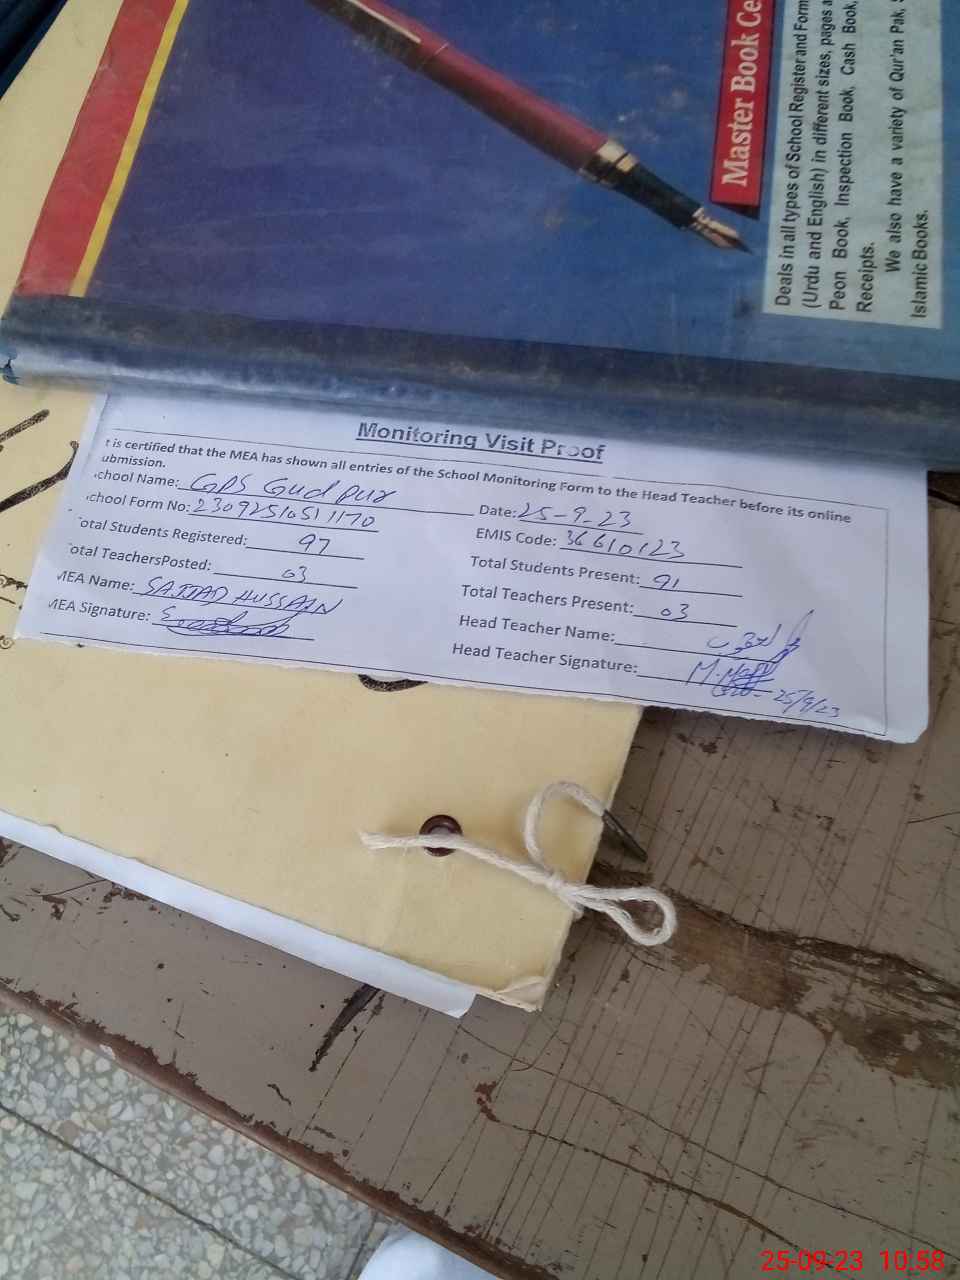 Master Book Ce
Deals in all types of School Register and Form
(Urdu and English) in different sizes, pages a
Peon Book, Inspection Book, Cash Book,
Receipts.
We also have a variety of Qur'an Pak,
Islamic Books.
Monitoring Visit Proof
t is certified that the MEA has shown all entries of the School Monitoring Form to the Head Teacher before its online
ubmission.
chool Name: GPS Gudpur
Date: 25-9-23
chool Form No: 23092510511170
EMIS Code: 36610123
otal Students Registered: 97
Total Students Present: 91
otal TeachersPosted: 03
Total Teachers Present: 03
MEA Name: SAJJAD HUSSAIN
Head Teacher Name:
MEA Signature:
Head Teacher Signature:
25/9/23
25-09-23 10:58